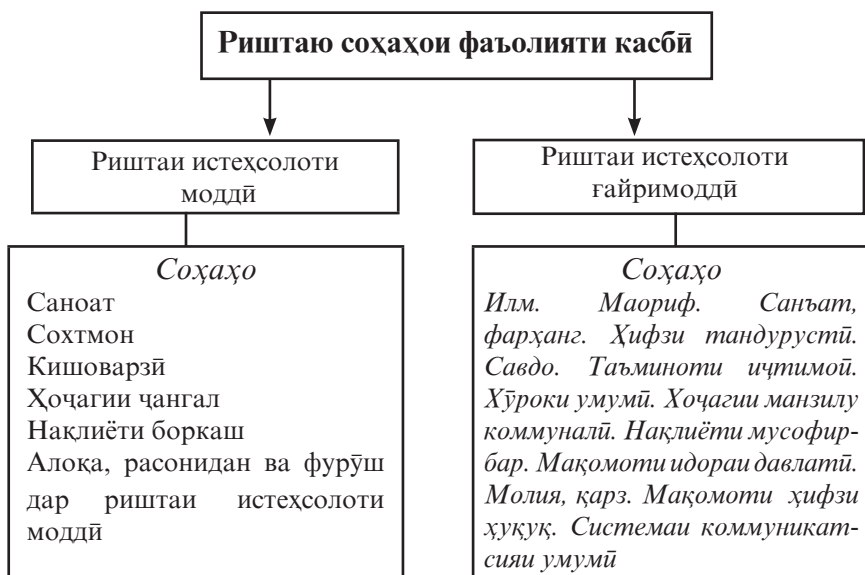 Риштаю соҳаҳои фаъолияти касбӣ
Риштаи истеҳсолоти
моддӣ
Риштаи истеҳсолоти
ғайримоддӣ
Соҳаҳо
Саноат
Сохтмон
Кишоварзӣ
Ҳоҷагии ҷангал
Нақлиёти боркаш
Алоқа, расонидан ва фурӯш
дар риштаи истеҳсолоти
моддӣ
Соҳаҳо
Илм. Маориф. Санъат,
фарҳанг. Ҳифзи тандурустӣ.
Савдо. Таъминоти иҷтимоӣ.
Хӯроки умумӣ. Хоҷагии манзилу
коммуналӣ. Нақлиёти мусофир-
бар. Мақомоти идораи давлатӣ.
Молия, қарз. Мақомоти ҳифзи
ҳуқуқ. Системаи коммуникат-
сияи умумӣ